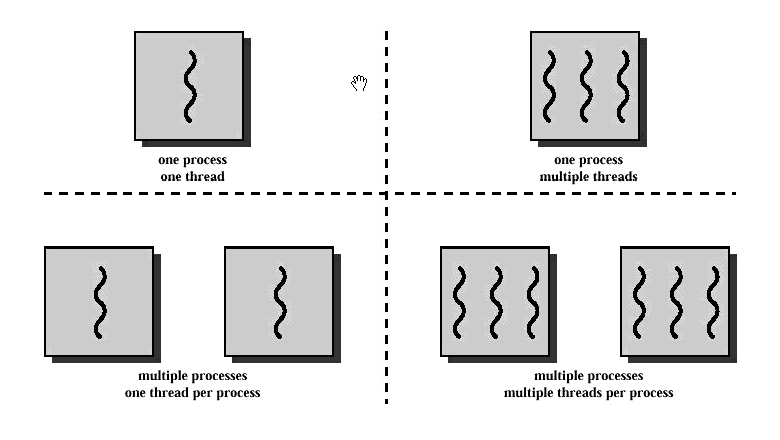 one process
one thread
one process
multiple threads
multiple processes
one thread per process
multiple processes
multiple threads per process